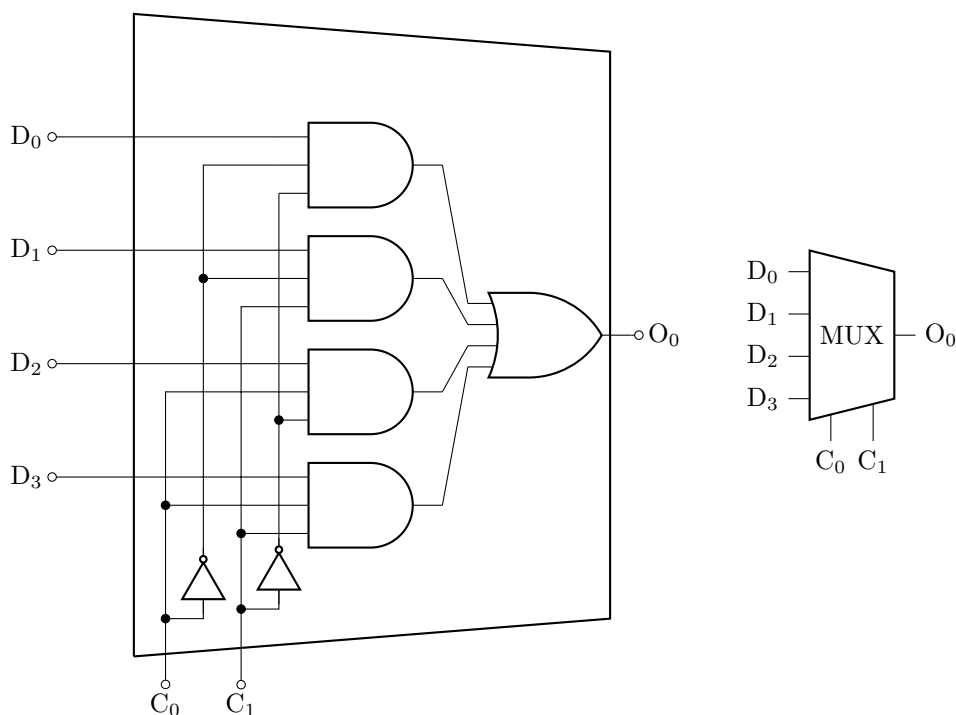 D₀
D₁
D₂
D₃
C₀ C₁
O₀
D₀
D₁
D₂
D₃
MUX
O₀
C₀ C₁